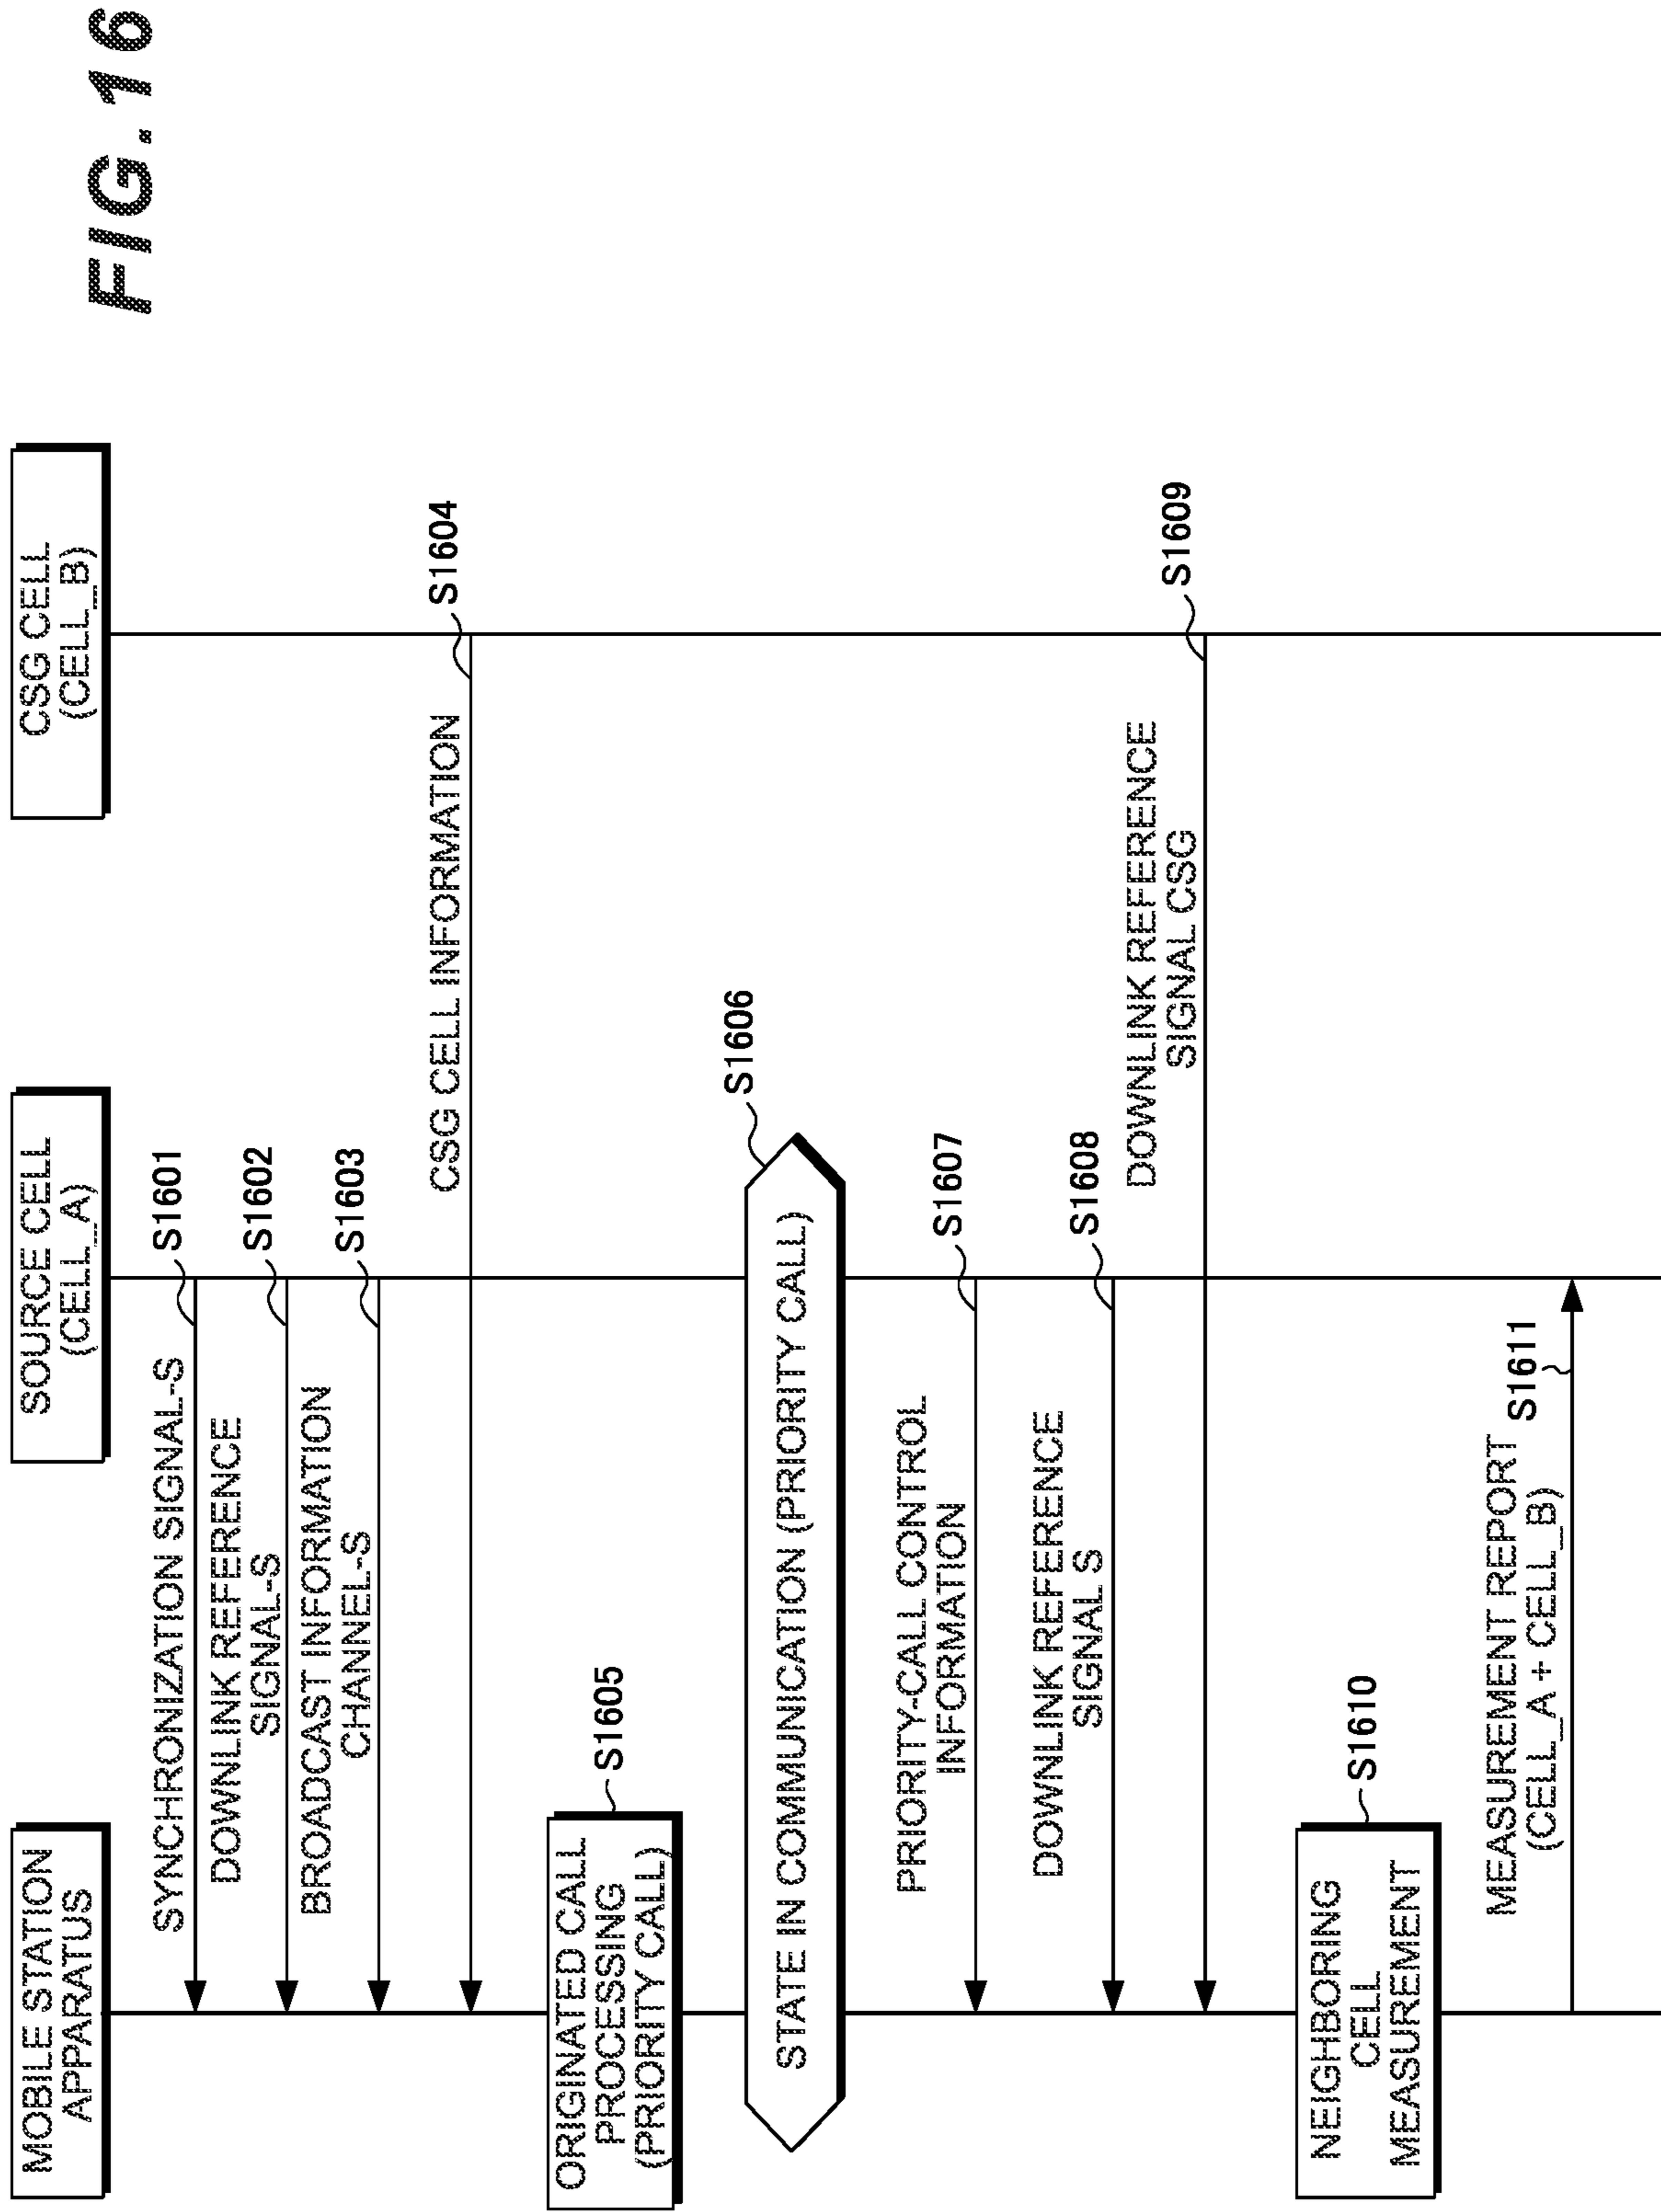 FIG.16
MOBILE STATION
APPARATUS
SOURCE CELL
(CELL_A)
CSG CELL
(CELL_B)
SYNCHRONIZATION SIGNAL-S
S1601
DOWNLINK REFERENCE
SIGNAL-S
S1602
BROADCAST INFORMATION
CHANNEL-S
S1603
CSG CELL INFORMATION
S1604
ORIGINATED CALL
PROCESSING
(PRIORITY CALL)
S1605
STATE IN COMMUNICATION (PRIORITY CALL)
S1606
PRIORITY-CALL CONTROL
INFORMATION
S1607
DOWNLINK REFERENCE
SIGNAL S
S1608
DOWNLINK REFERENCE
SIGNAL CSG
S1609
NEIGHBORING
CELL
MEASUREMENT
S1610
MEASUREMENT REPORT
(CELL_A + CELL_B)
S1611